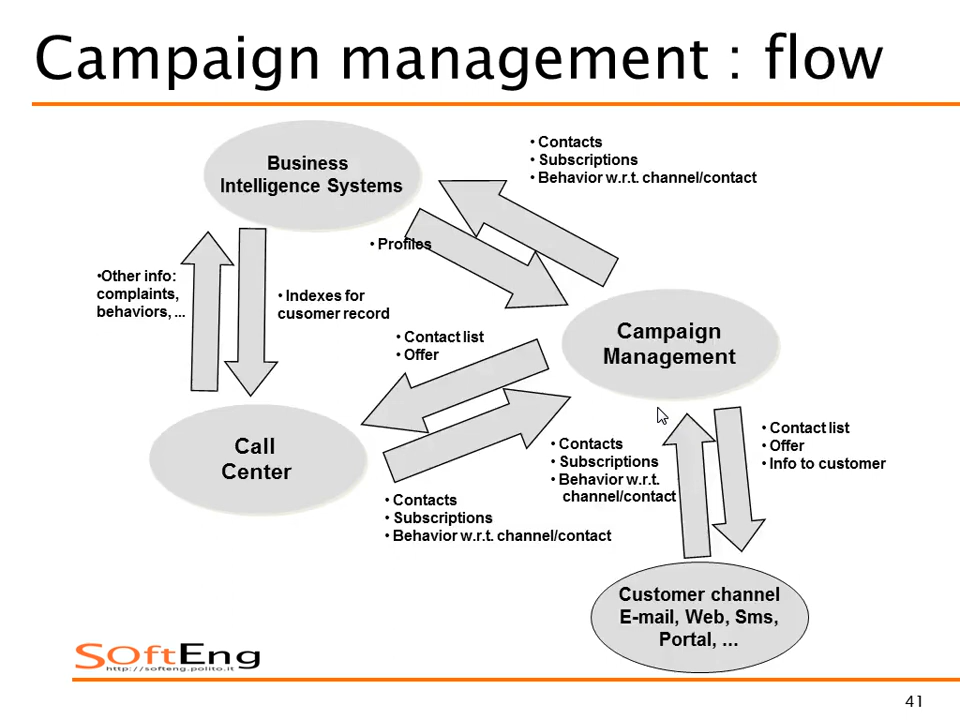 Campaign management : flow
Business
Intelligence Systems
• Contacts
• Subscriptions
• Behavior w.r.t. channel/contact
• Profiles
•Other info:
complaints,
behaviors, ...
• Indexes for
cusomer record
• Contact list
• Offer
Campaign
Management
Call
Center
• Contacts
• Subscriptions
• Behavior w.r.t.
channel/contact
• Contact list
• Offer
• Info to customer
• Contacts
• Subscriptions
• Behavior w.r.t. channel/contact
Customer channel
E-mail, Web, Sms,
Portal, ...
SOftEng
http://softeng.polito.it
41